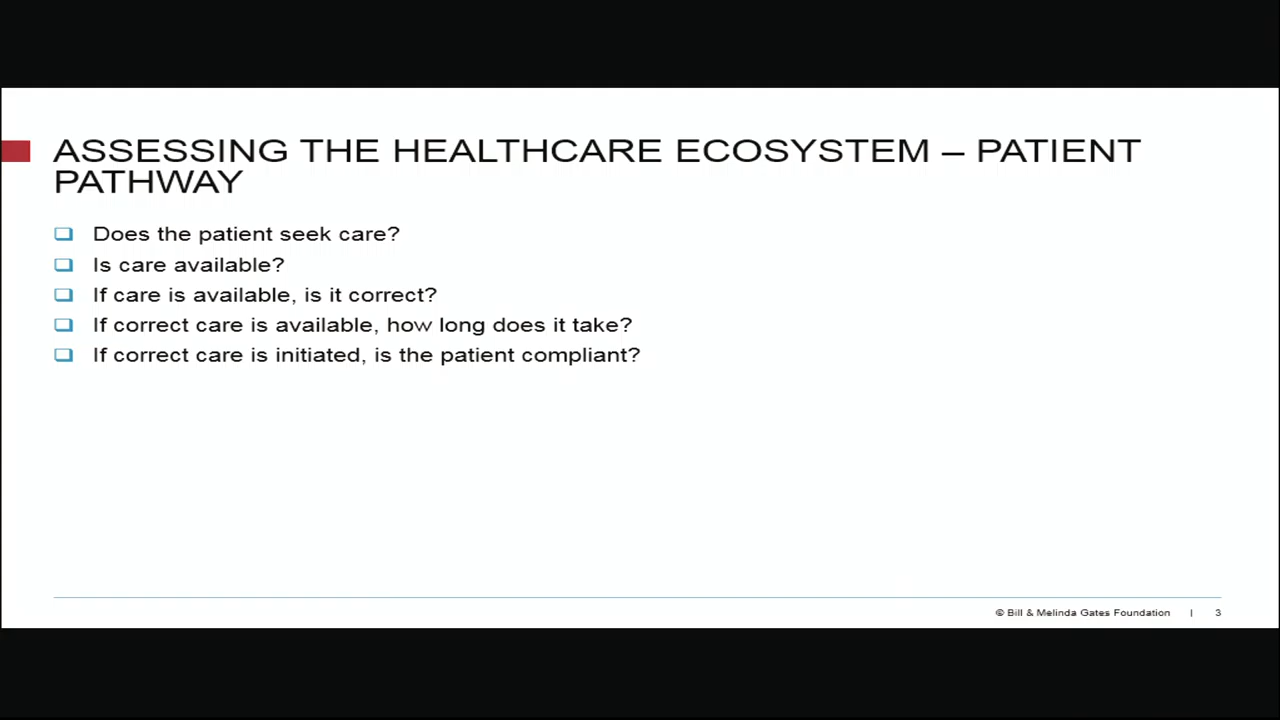 ASSESSING THE HEALTHCARE ECOSYSTEM – PATIENT
PATHWAY
Does the patient seek care?
Is care available?
If care is available, is it correct?
If correct care is available, how long does it take?
If correct care is initiated, is the patient compliant?
© Bill & Melinda Gates Foundation | 3